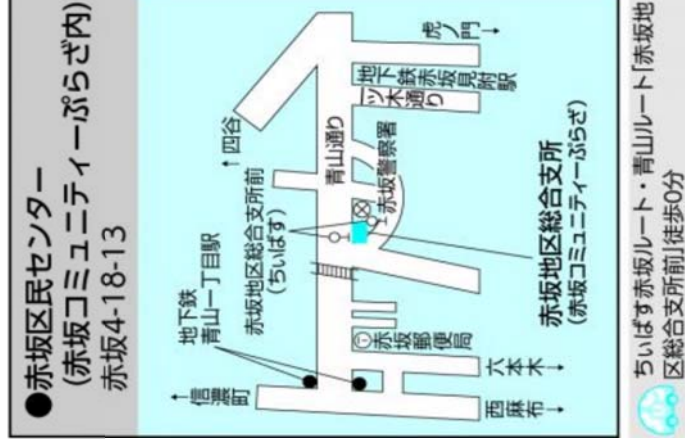 ●赤坂区民センター
(赤坂コミュニティーぷらざ内)
赤坂4-18-13
地下鉄
青山一丁目駅
赤坂地区総合支所前
(ちぃばす)
↑四谷
↑信濃町
青山通り
虎ノ門→
地下鉄赤坂見附駅
一ツ木通り
赤坂警察署
赤坂郵便局
六本木→
西麻布→
赤坂地区総合支所
(赤坂コミュニティーぷらざ)
ちぃばす赤坂ルート・青山ルート「赤坂地
区総合支所前」徒歩0分